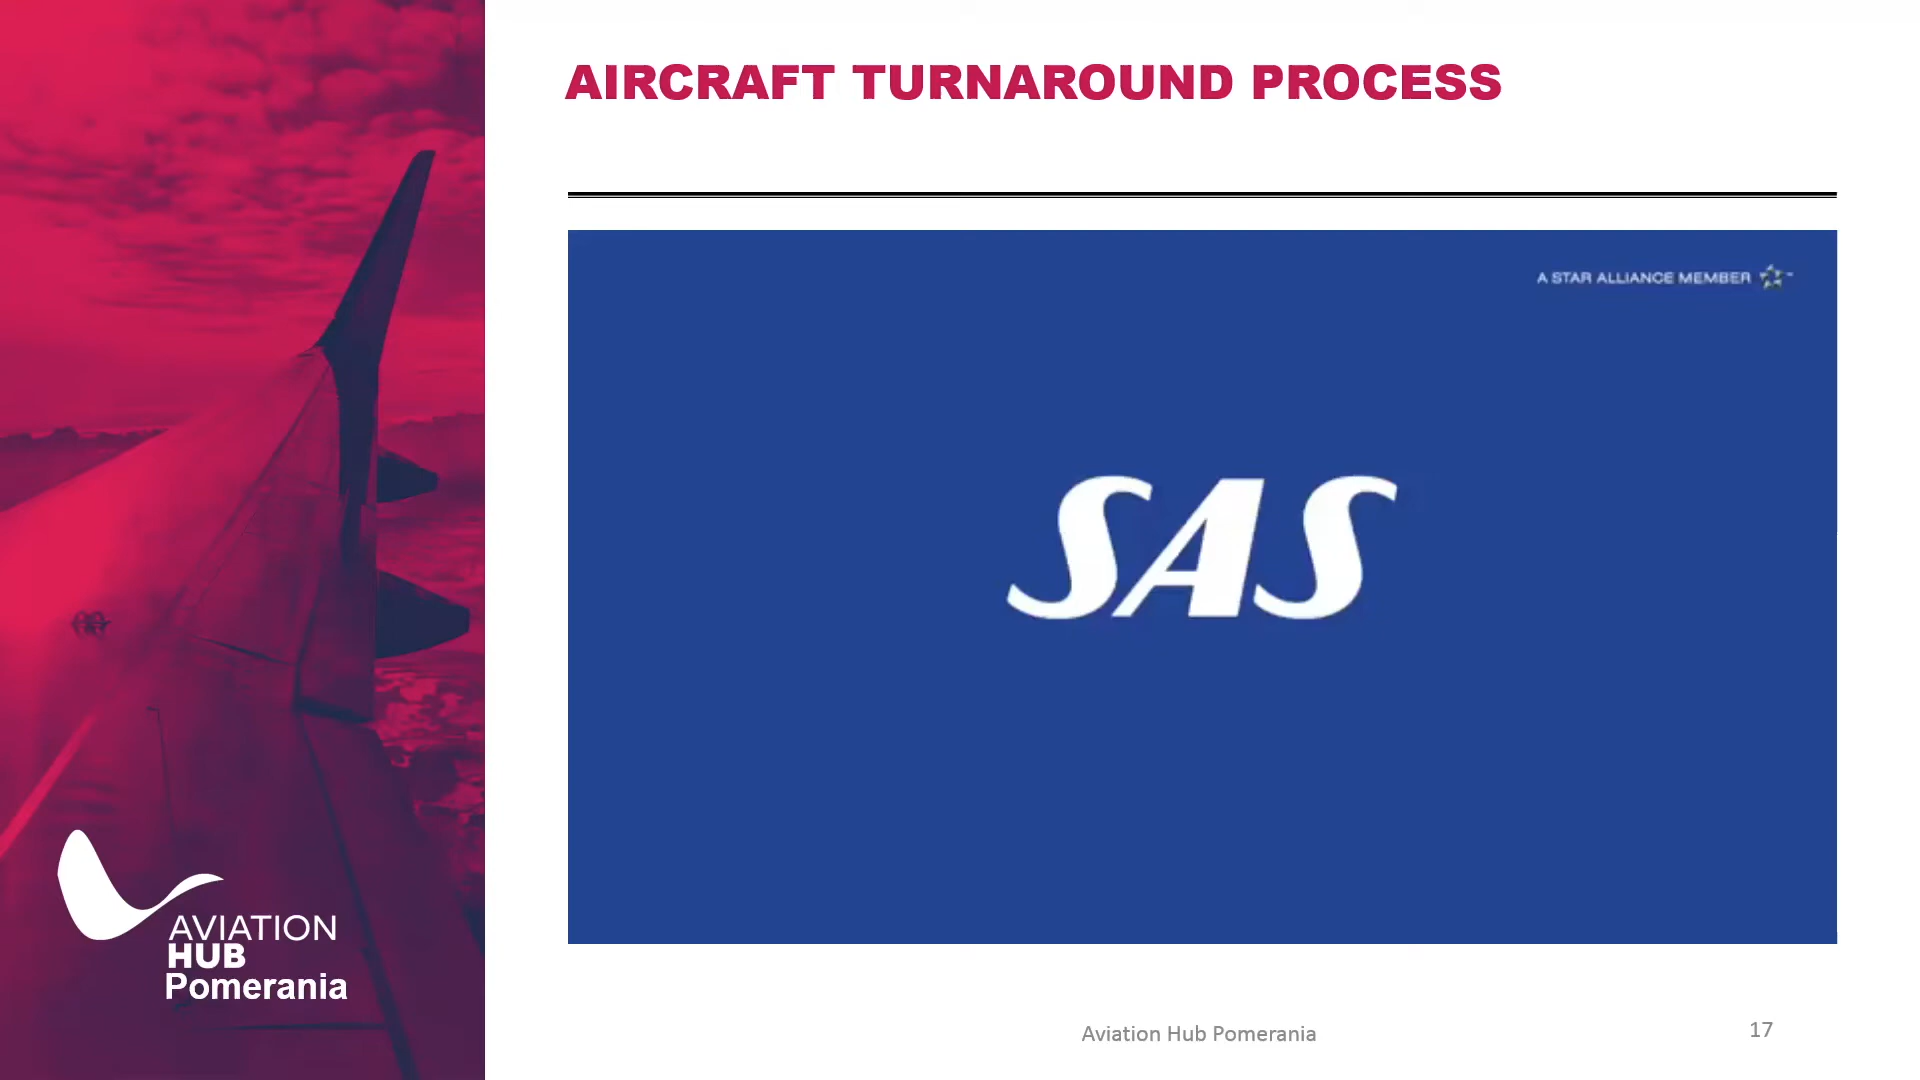 AIRCRAFT TURNAROUND PROCESS
A STAR ALLIANCE MEMBER
SAS
AVIATION
HUB
Pomerania
Aviation Hub Pomerania
17